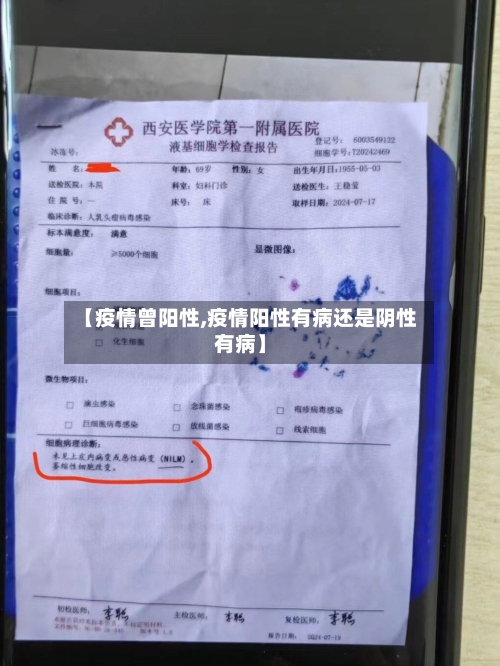 西安医学院第一附属医院
液基细胞学检查报告
登记号: 6003549122
冰冻号:
细胞学号:T20242469
姓 名:
年龄:69岁
性别:女
出生年月日:1955-05-03
送检医院:本院
科室:妇科门诊
送检医生:王稳莹
住 院 号:—
床号: 床
取样日期:2024-07-17
临床诊断:人乳头瘤病毒感染
标本满意度: 满意
细胞量: ≥5000个细胞
显微图像:
细胞项目:
【疫情曾阳性,疫情阳性有病还是阴性
有病】
□ 化生细胞
微生物项目:
□ 滴虫感染
□ 念珠菌感染
□ 疱疹病毒感染
□ 巨细胞病毒感染
□ 放线菌感染
□ 线索细胞
细胞病理诊断:
未见上皮内病变或恶性病变(NILM)。
萎缩性细胞改变。
初检医师:
主检医师:
复检医师:
报告日期: 2024-07-19